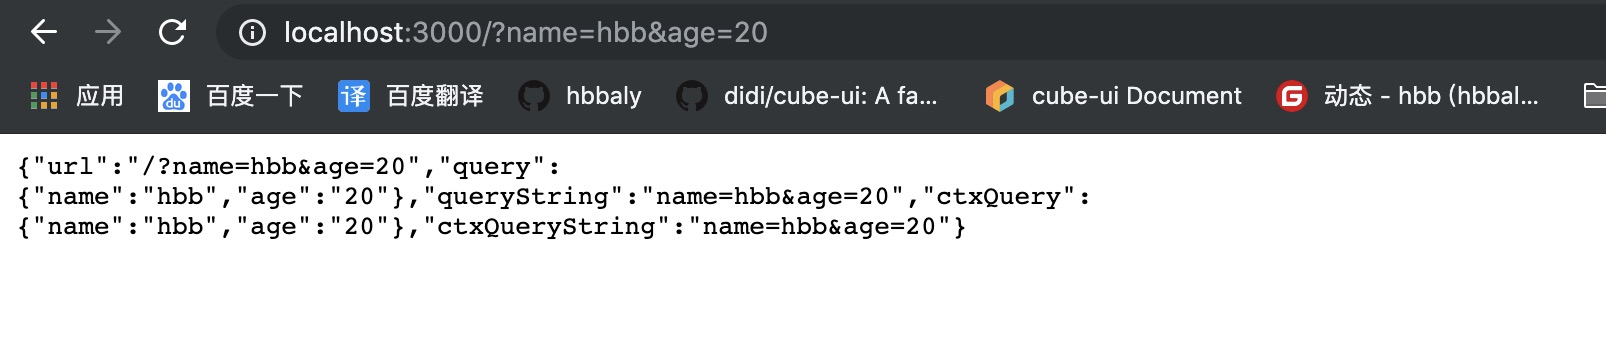 localhost:3000/?name=hbb&age=20
应用 百度一下 译 百度翻译 hbbaly didi/cube-ui: A fa... cube-ui Document G 动态 - hbb (hbbal...
{"url":"/?name=hbb&age=20","query":
{"name":"hbb","age":"20"},"queryString":"name=hbb&age=20","ctxQuery":
{"name":"hbb","age":"20"},"ctxQueryString":"name=hbb&age=20"}